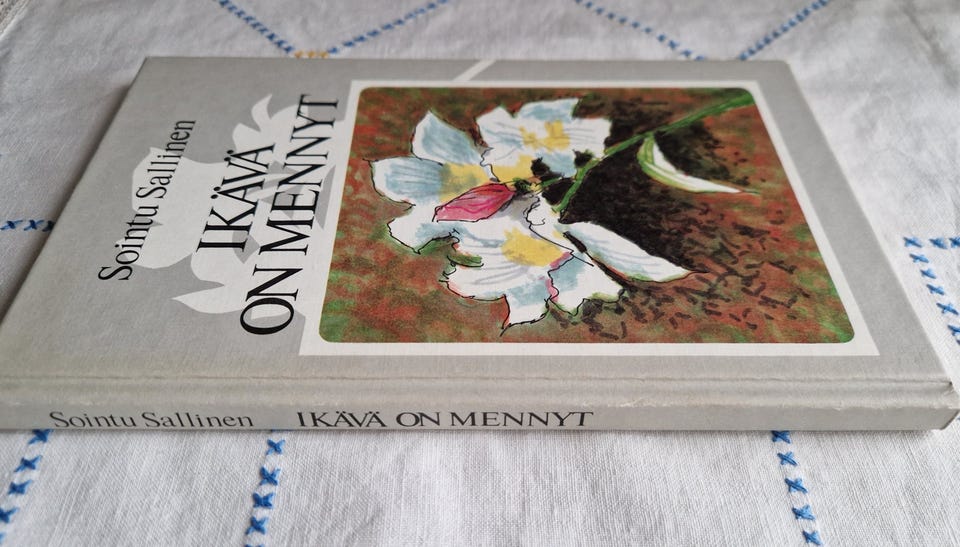 Sointu Sallinen
IKÄVÄ
ON MENNYT
Sointu Sallinen IKÄVÄ ON MENNYT